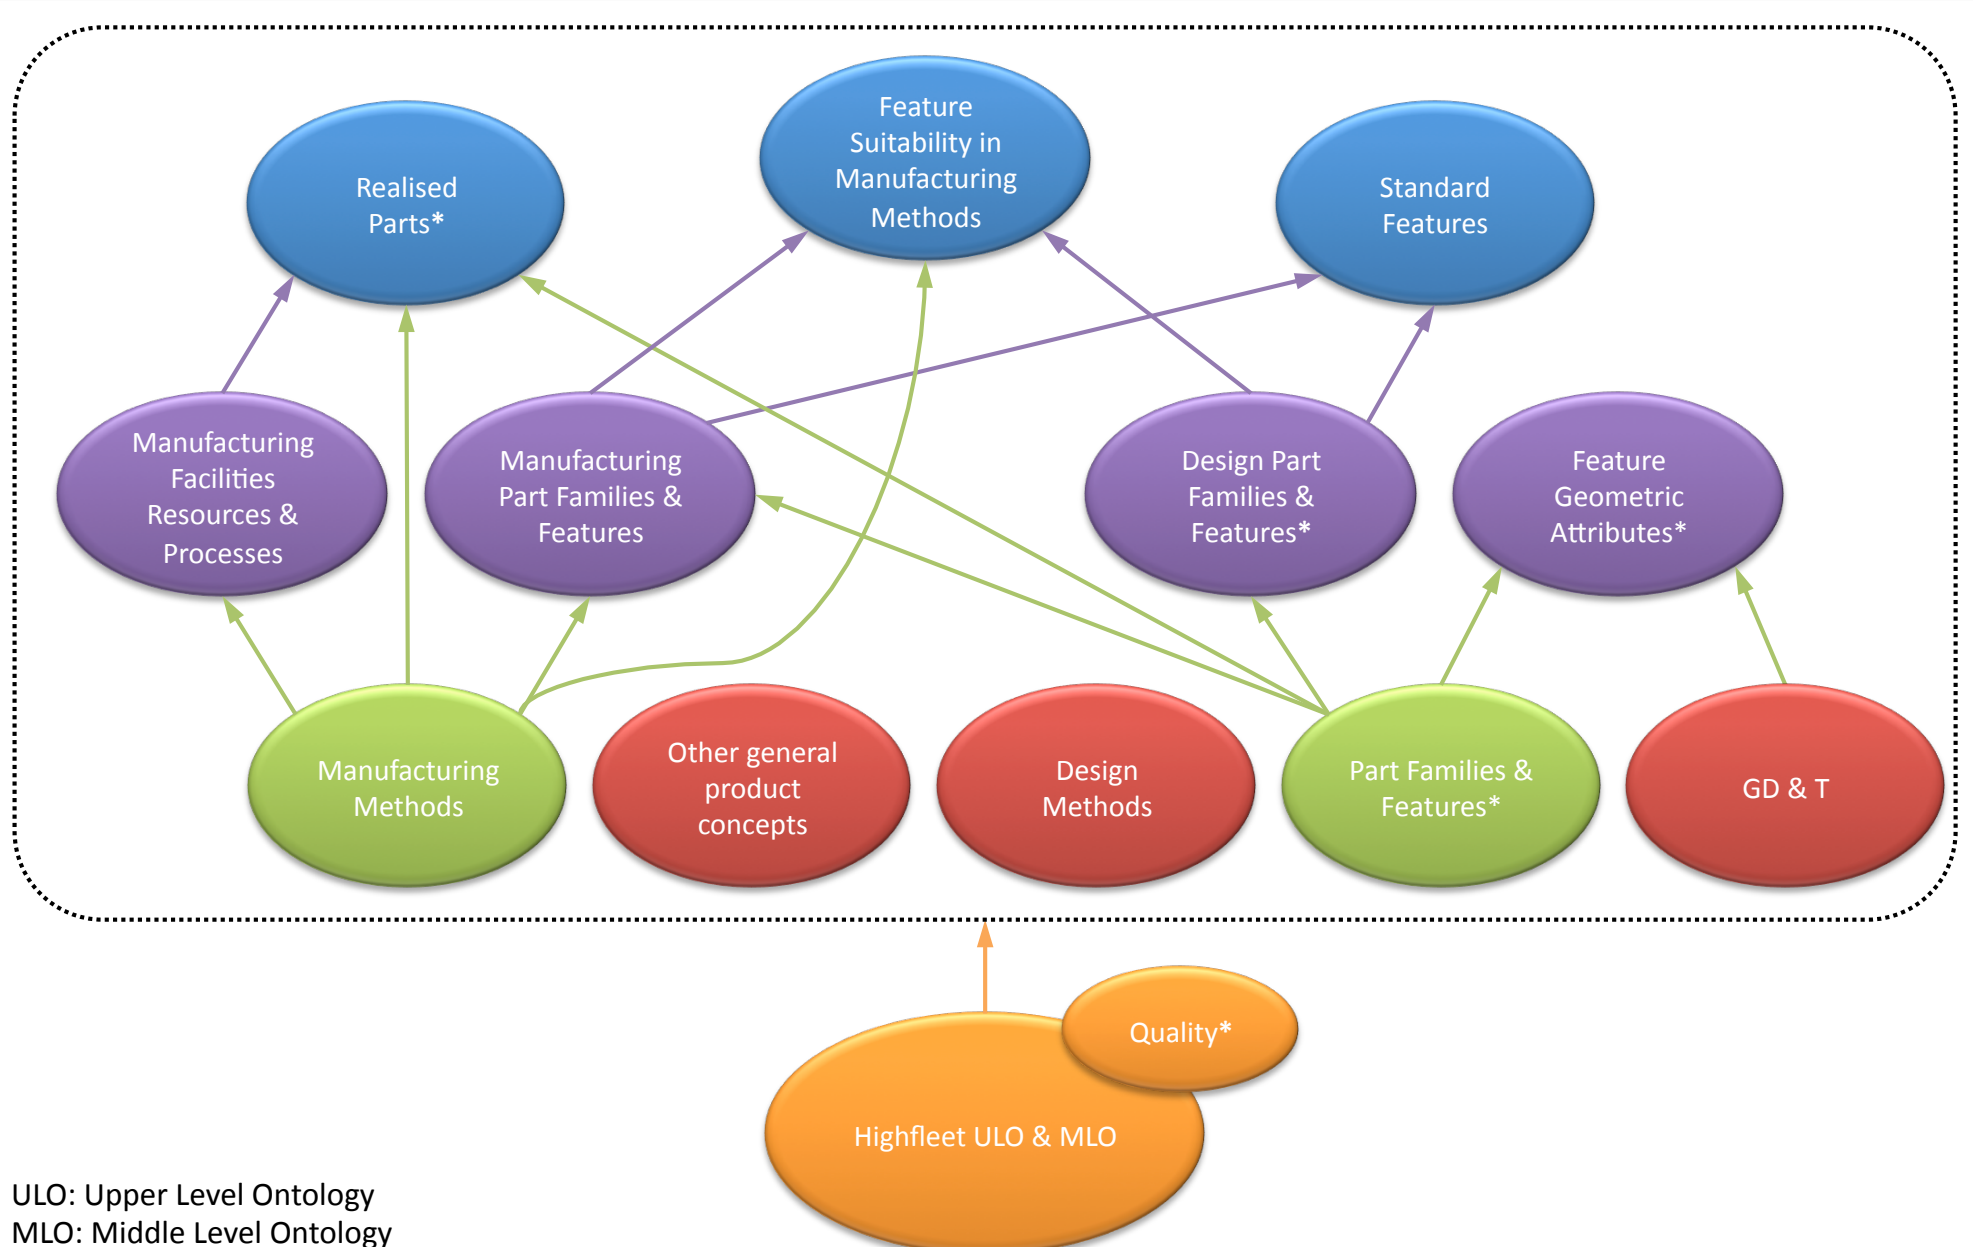 Realised
Parts*
Feature
Suitability in
Manufacturing
Methods
Standard
Features
Manufacturing
Facilities
Resources &
Processes
Manufacturing
Part Families &
Features
Design Part
Families &
Features*
Feature
Geometric
Attributes*
Manufacturing
Methods
Other general
product
concepts
Design
Methods
Part Families &
Features*
GD & T
Quality*
Highfleet ULO & MLO
ULO: Upper Level Ontology
MLO: Middle Level Ontology